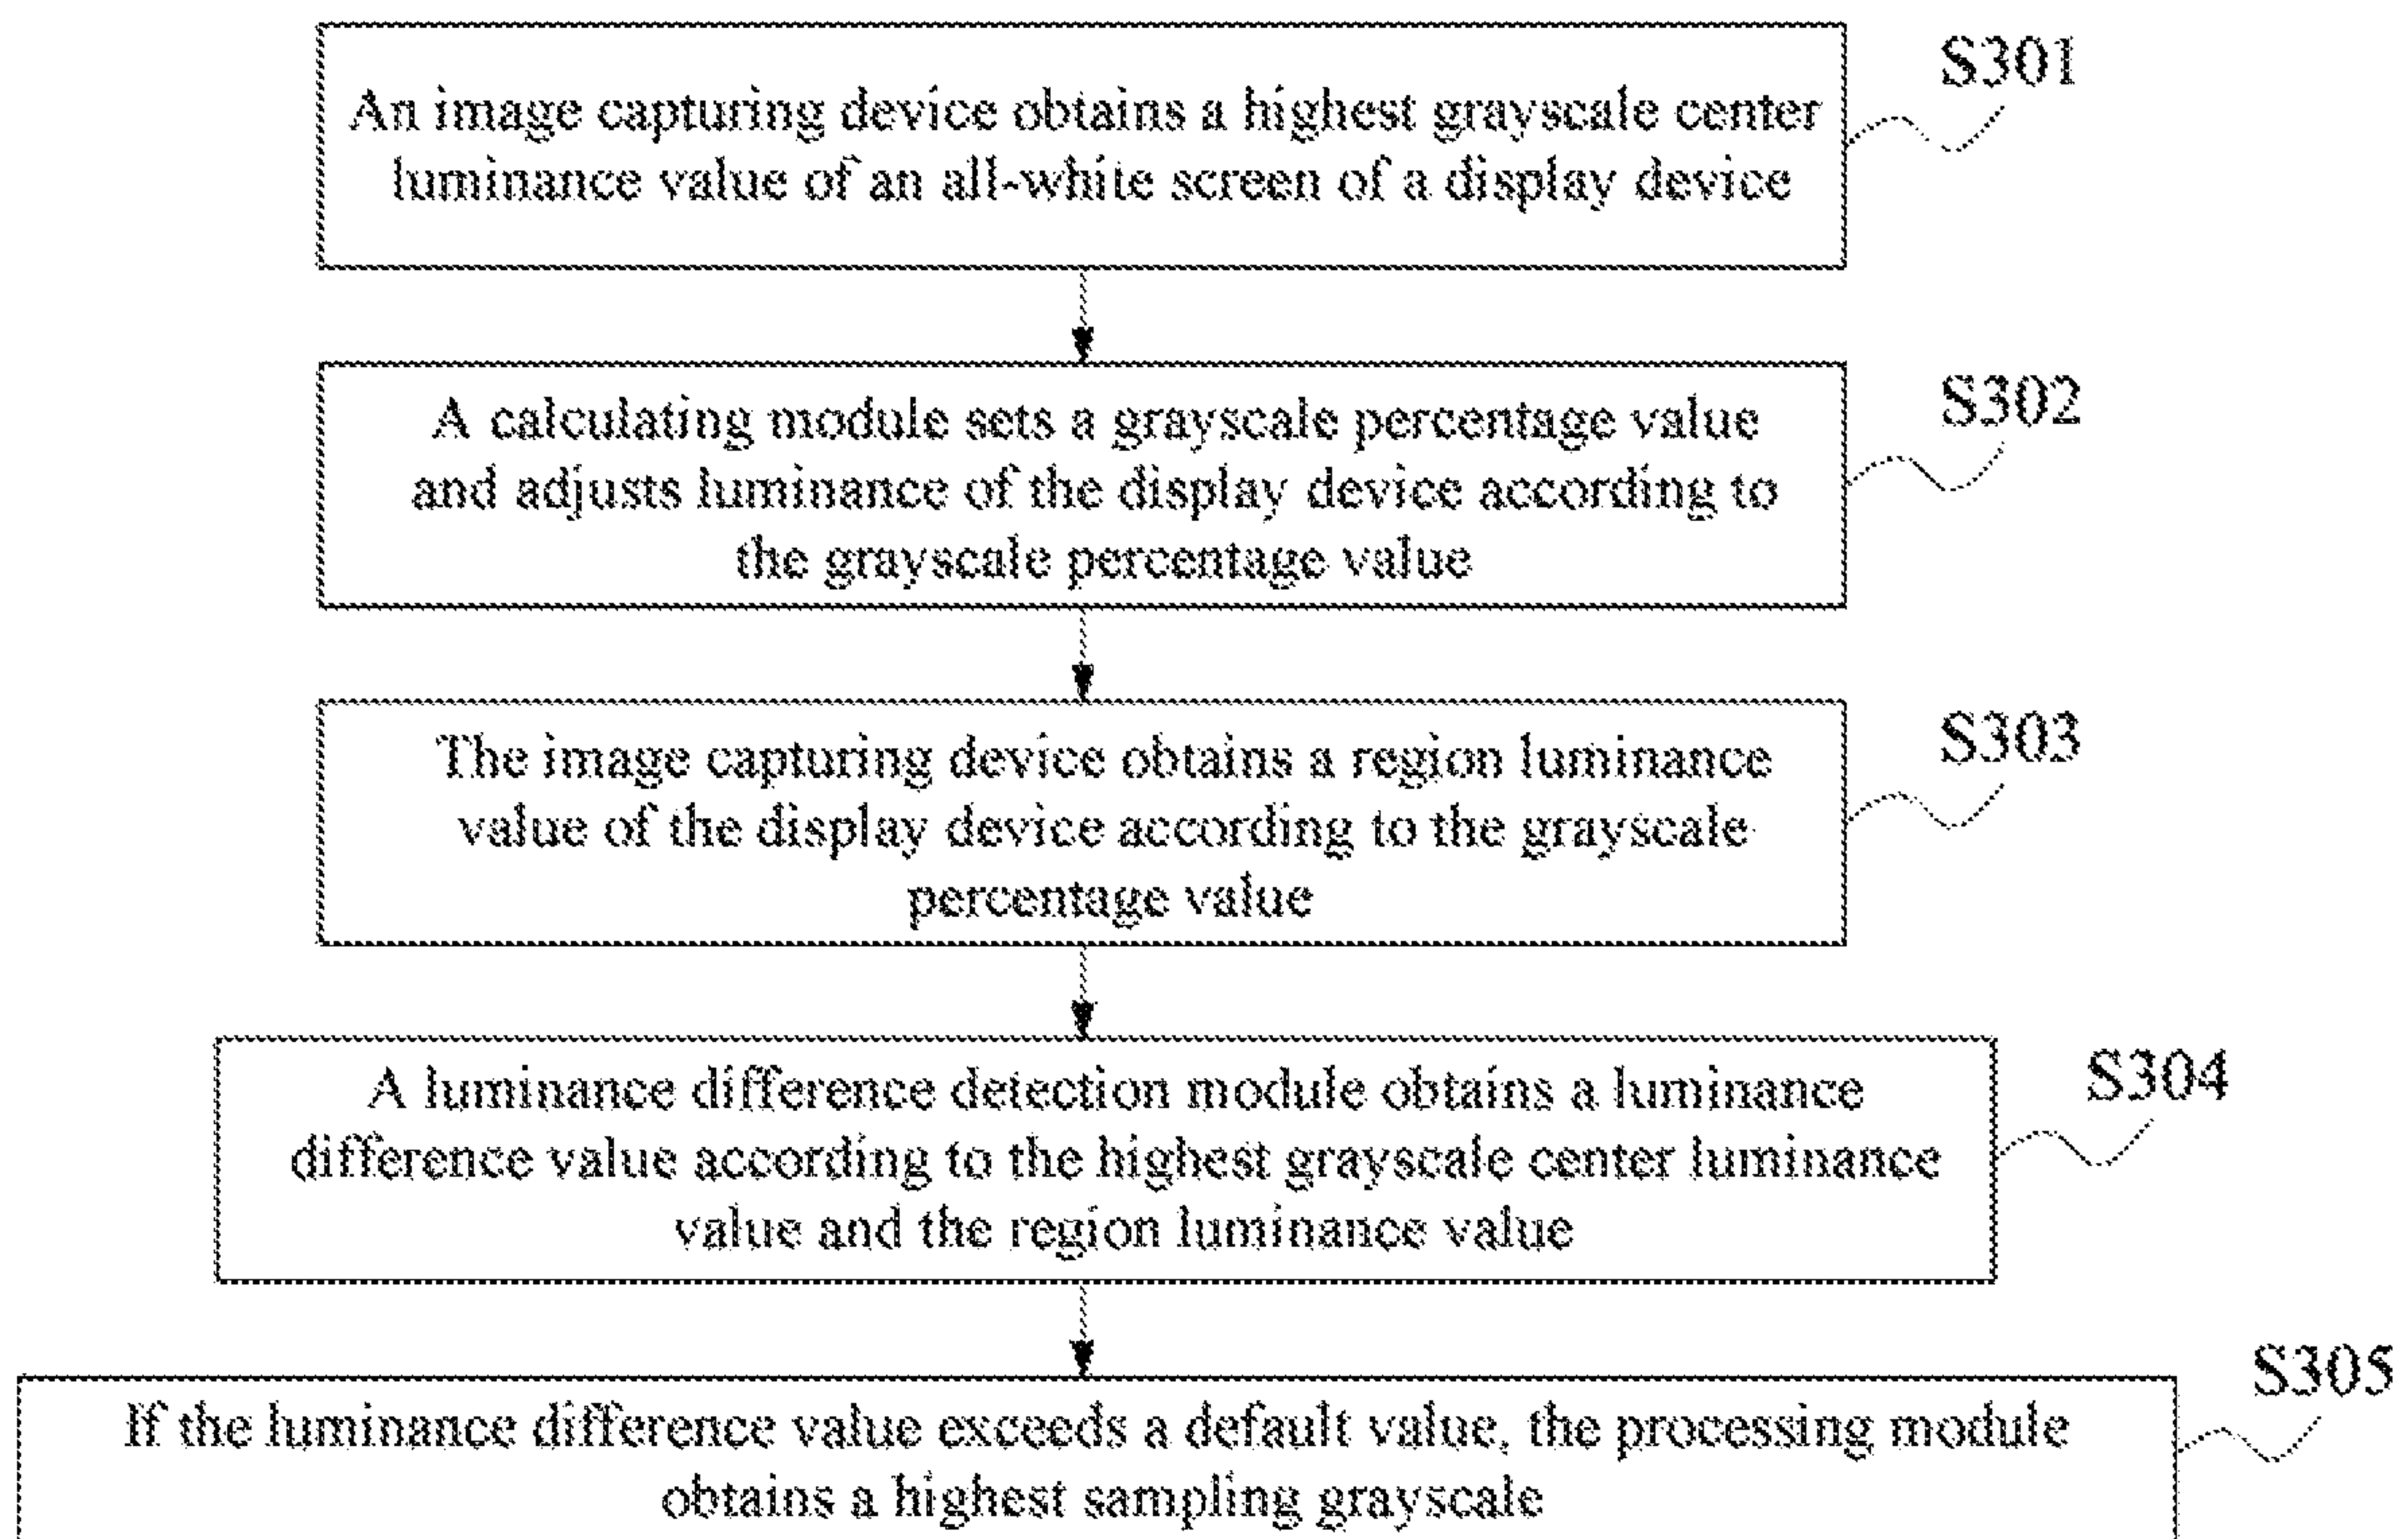 An image capturing device obtains a highest grayscale center
luminance value of an all-white screen of a display device
S301
A calculating module sets a grayscale percentage value
and adjusts luminance of the display device according to
the grayscale percentage value
S302
The image capturing device obtains a region luminance
value of the display device according to the grayscale
percentage value
S303
A luminance difference detection module obtains a luminance
difference value according to the highest grayscale center luminance
value and the region luminance value
S304
If the luminance difference value exceeds a default value, the processing module
obtains a highest sampling grayscale
S305